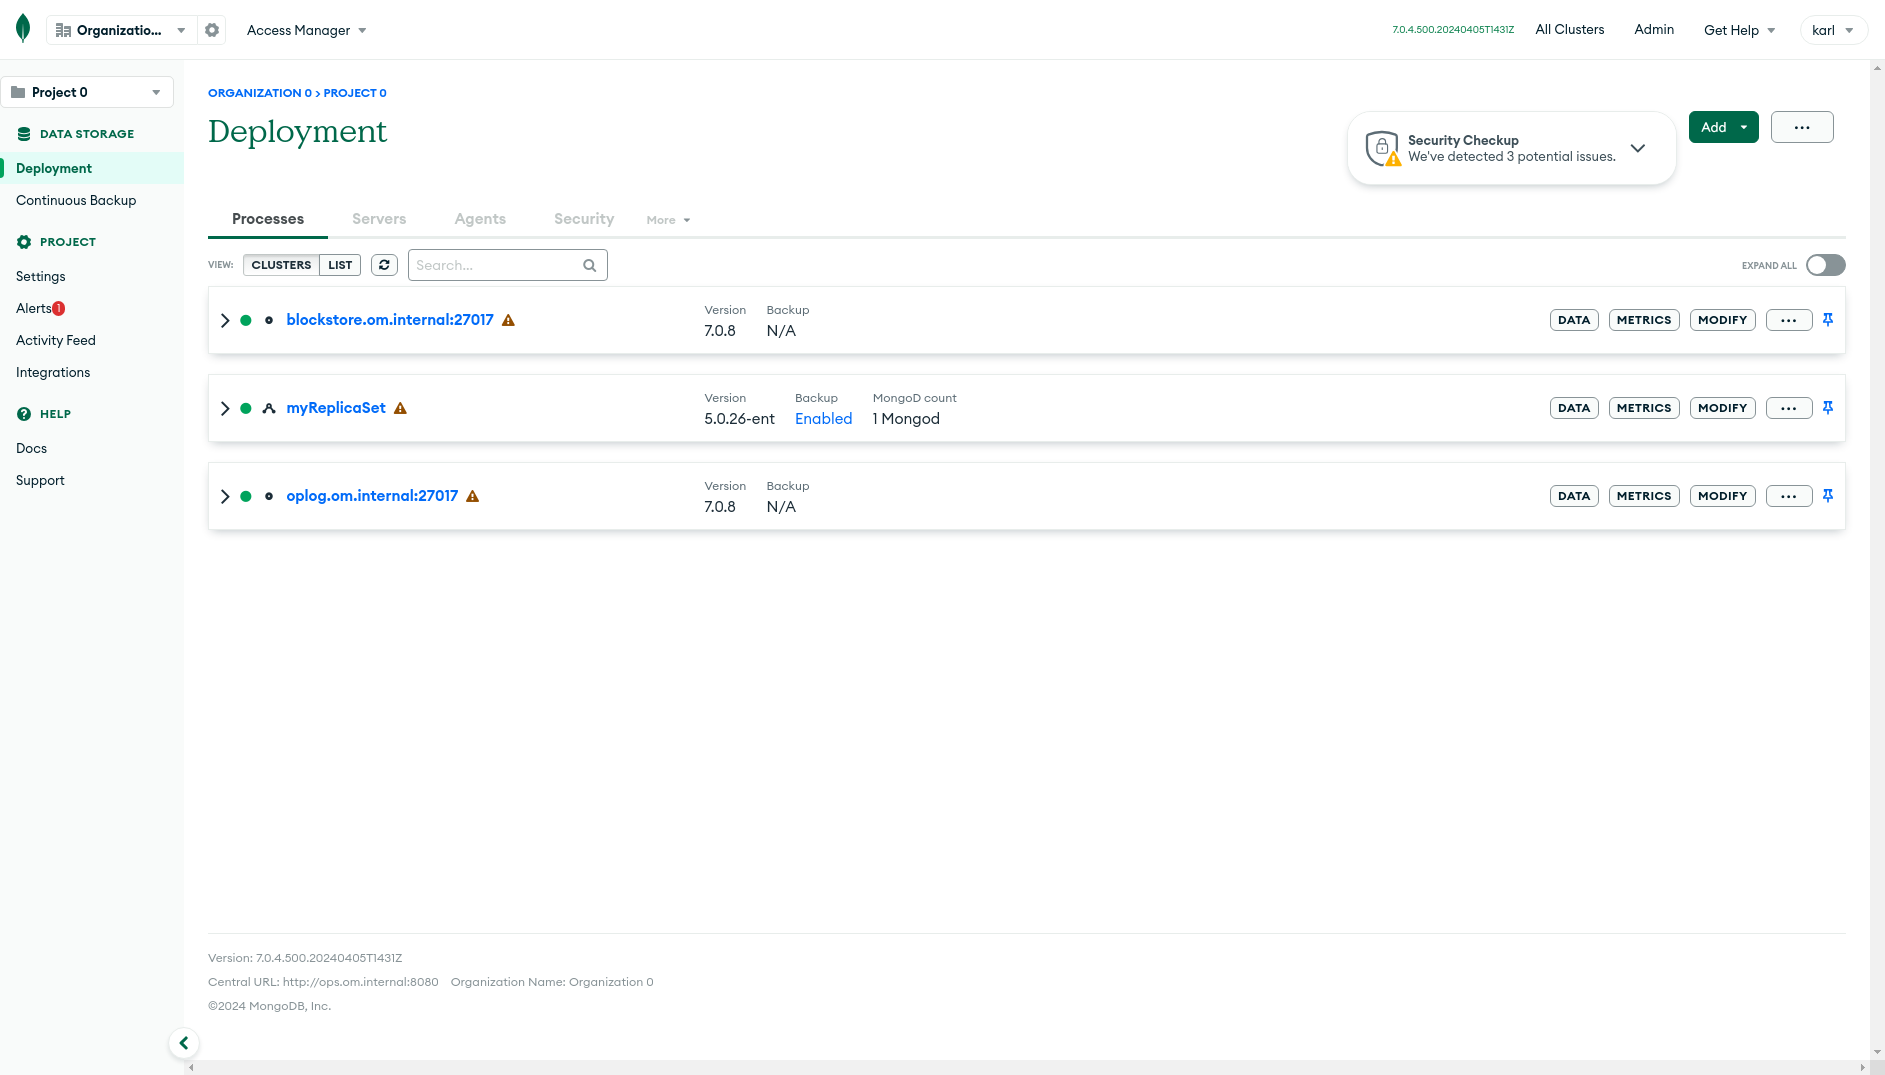 Organizatio...
Access Manager
7.0.4.500.20240405T1431Z
All Clusters
Admin
Get Help
karl
Project 0
DATA STORAGE
Deployment
Continuous Backup
PROJECT
Settings
Alerts 1
Activity Feed
Integrations
HELP
Docs
Support
ORGANIZATION 0 > PROJECT 0
Deployment
Security Checkup
We've detected 3 potential issues.
Add
...
Processes Servers Agents Security More
VIEW: CLUSTERS LIST Search... EXPAND ALL
blockstore.om.internal:27017
Version Backup
7.0.8 N/A
DATA METRICS MODIFY ...
myReplicaSet
Version Backup MongoD count
5.0.26-ent Enabled 1 Mongod
DATA METRICS MODIFY ...
oplog.om.internal:27017
Version Backup
7.0.8 N/A
DATA METRICS MODIFY ...
Version: 7.0.4.500.20240405T1431Z
Central URL: http://ops.om.internal:8080 Organization Name: Organization 0
©2024 MongoDB, Inc.